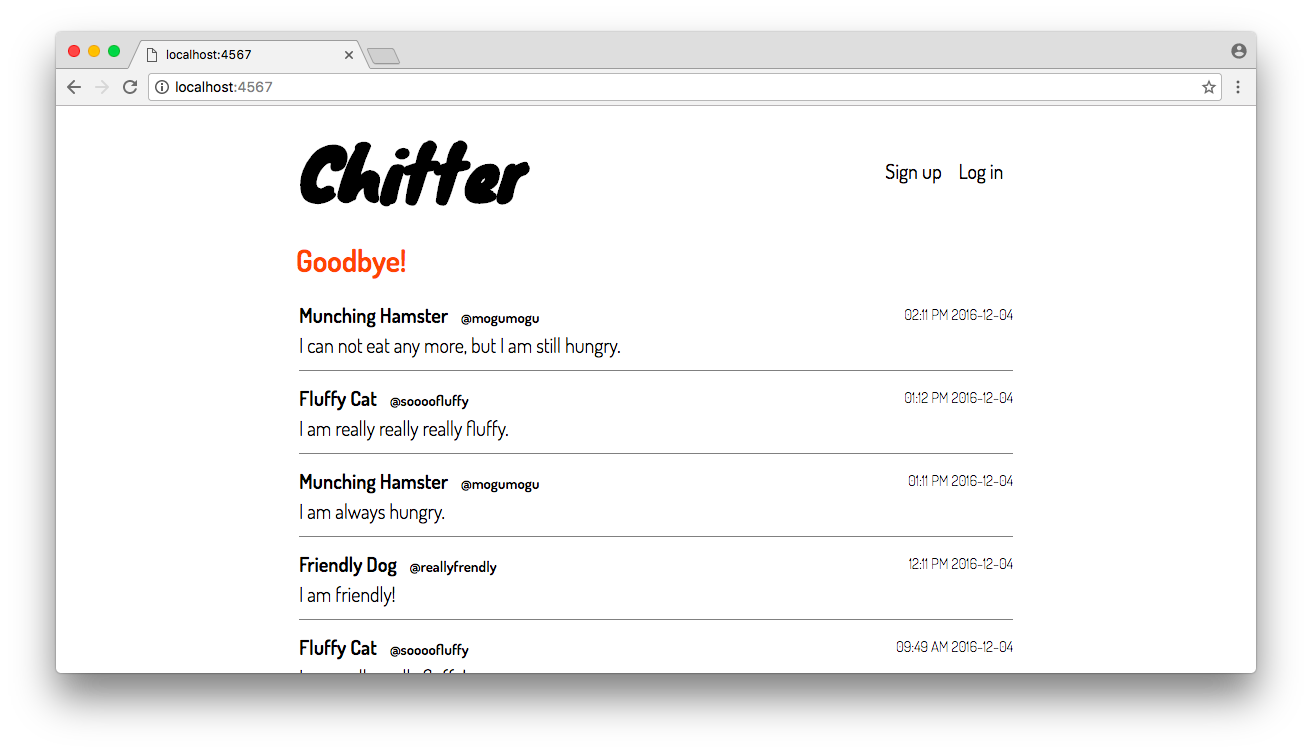 localhost:4567
localhost:4567
Chitter
Sign up Log in
Goodbye!
Munching Hamster @mogumogu 02:11 PM 2016-12-04
I can not eat any more, but I am still hungry.
Fluffy Cat @soooofluffy 01:12 PM 2016-12-04
I am really really really fluffy.
Munching Hamster @mogumogu 01:11 PM 2016-12-04
I am always hungry.
Friendly Dog @reallyfrendly 12:11 PM 2016-12-04
I am friendly!
Fluffy Cat @soooofluffy 09:49 AM 2016-12-04